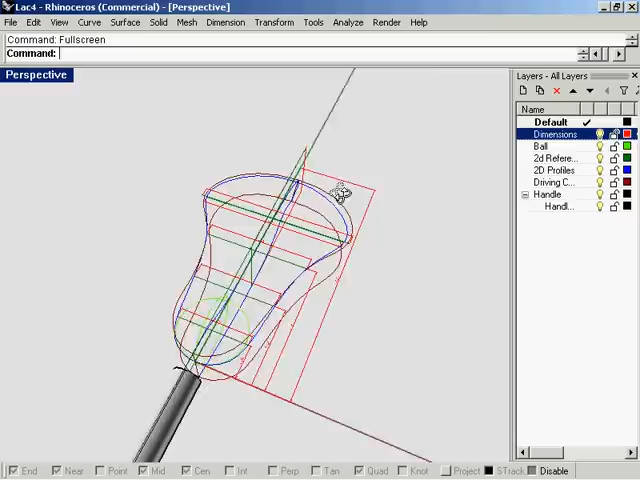 Lac4 - Rhinoceros (Commercial) - [Perspective]
File Edit View Curve Surface Solid Mesh Dimension Transform Tools Analyze Render Help
Command: Fullscreen
Command:
Perspective
Layers - All Layers
Name
Default
Dimensions
Ball
2d Refere...
2D Profiles
Driving C...
Handle
Handl...
End Near Point Mid Cen Int Perp Tan Quad Knot Project STrack Disable